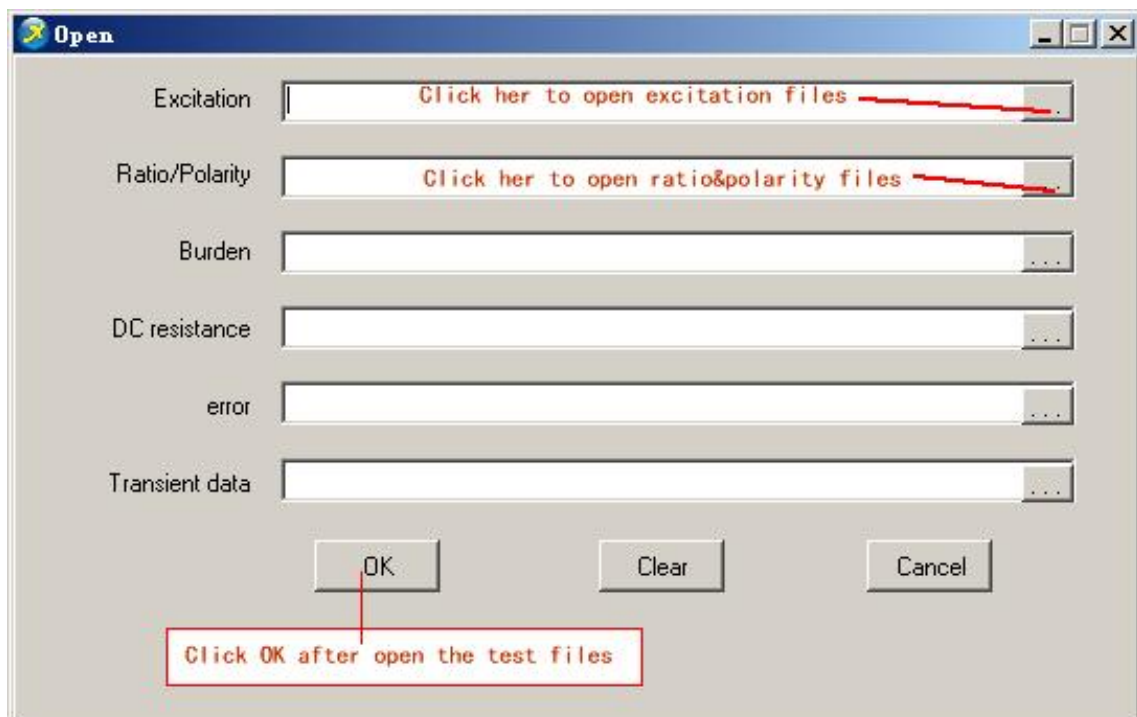 Open
Excitation
Click her to open excitation files
Ratio/Polarity
Click her to open ratio&polarity files
Burden
...
DC resistance
...
error
...
Transient data
...
OK
Clear
Cancel
Click OK after open the test files